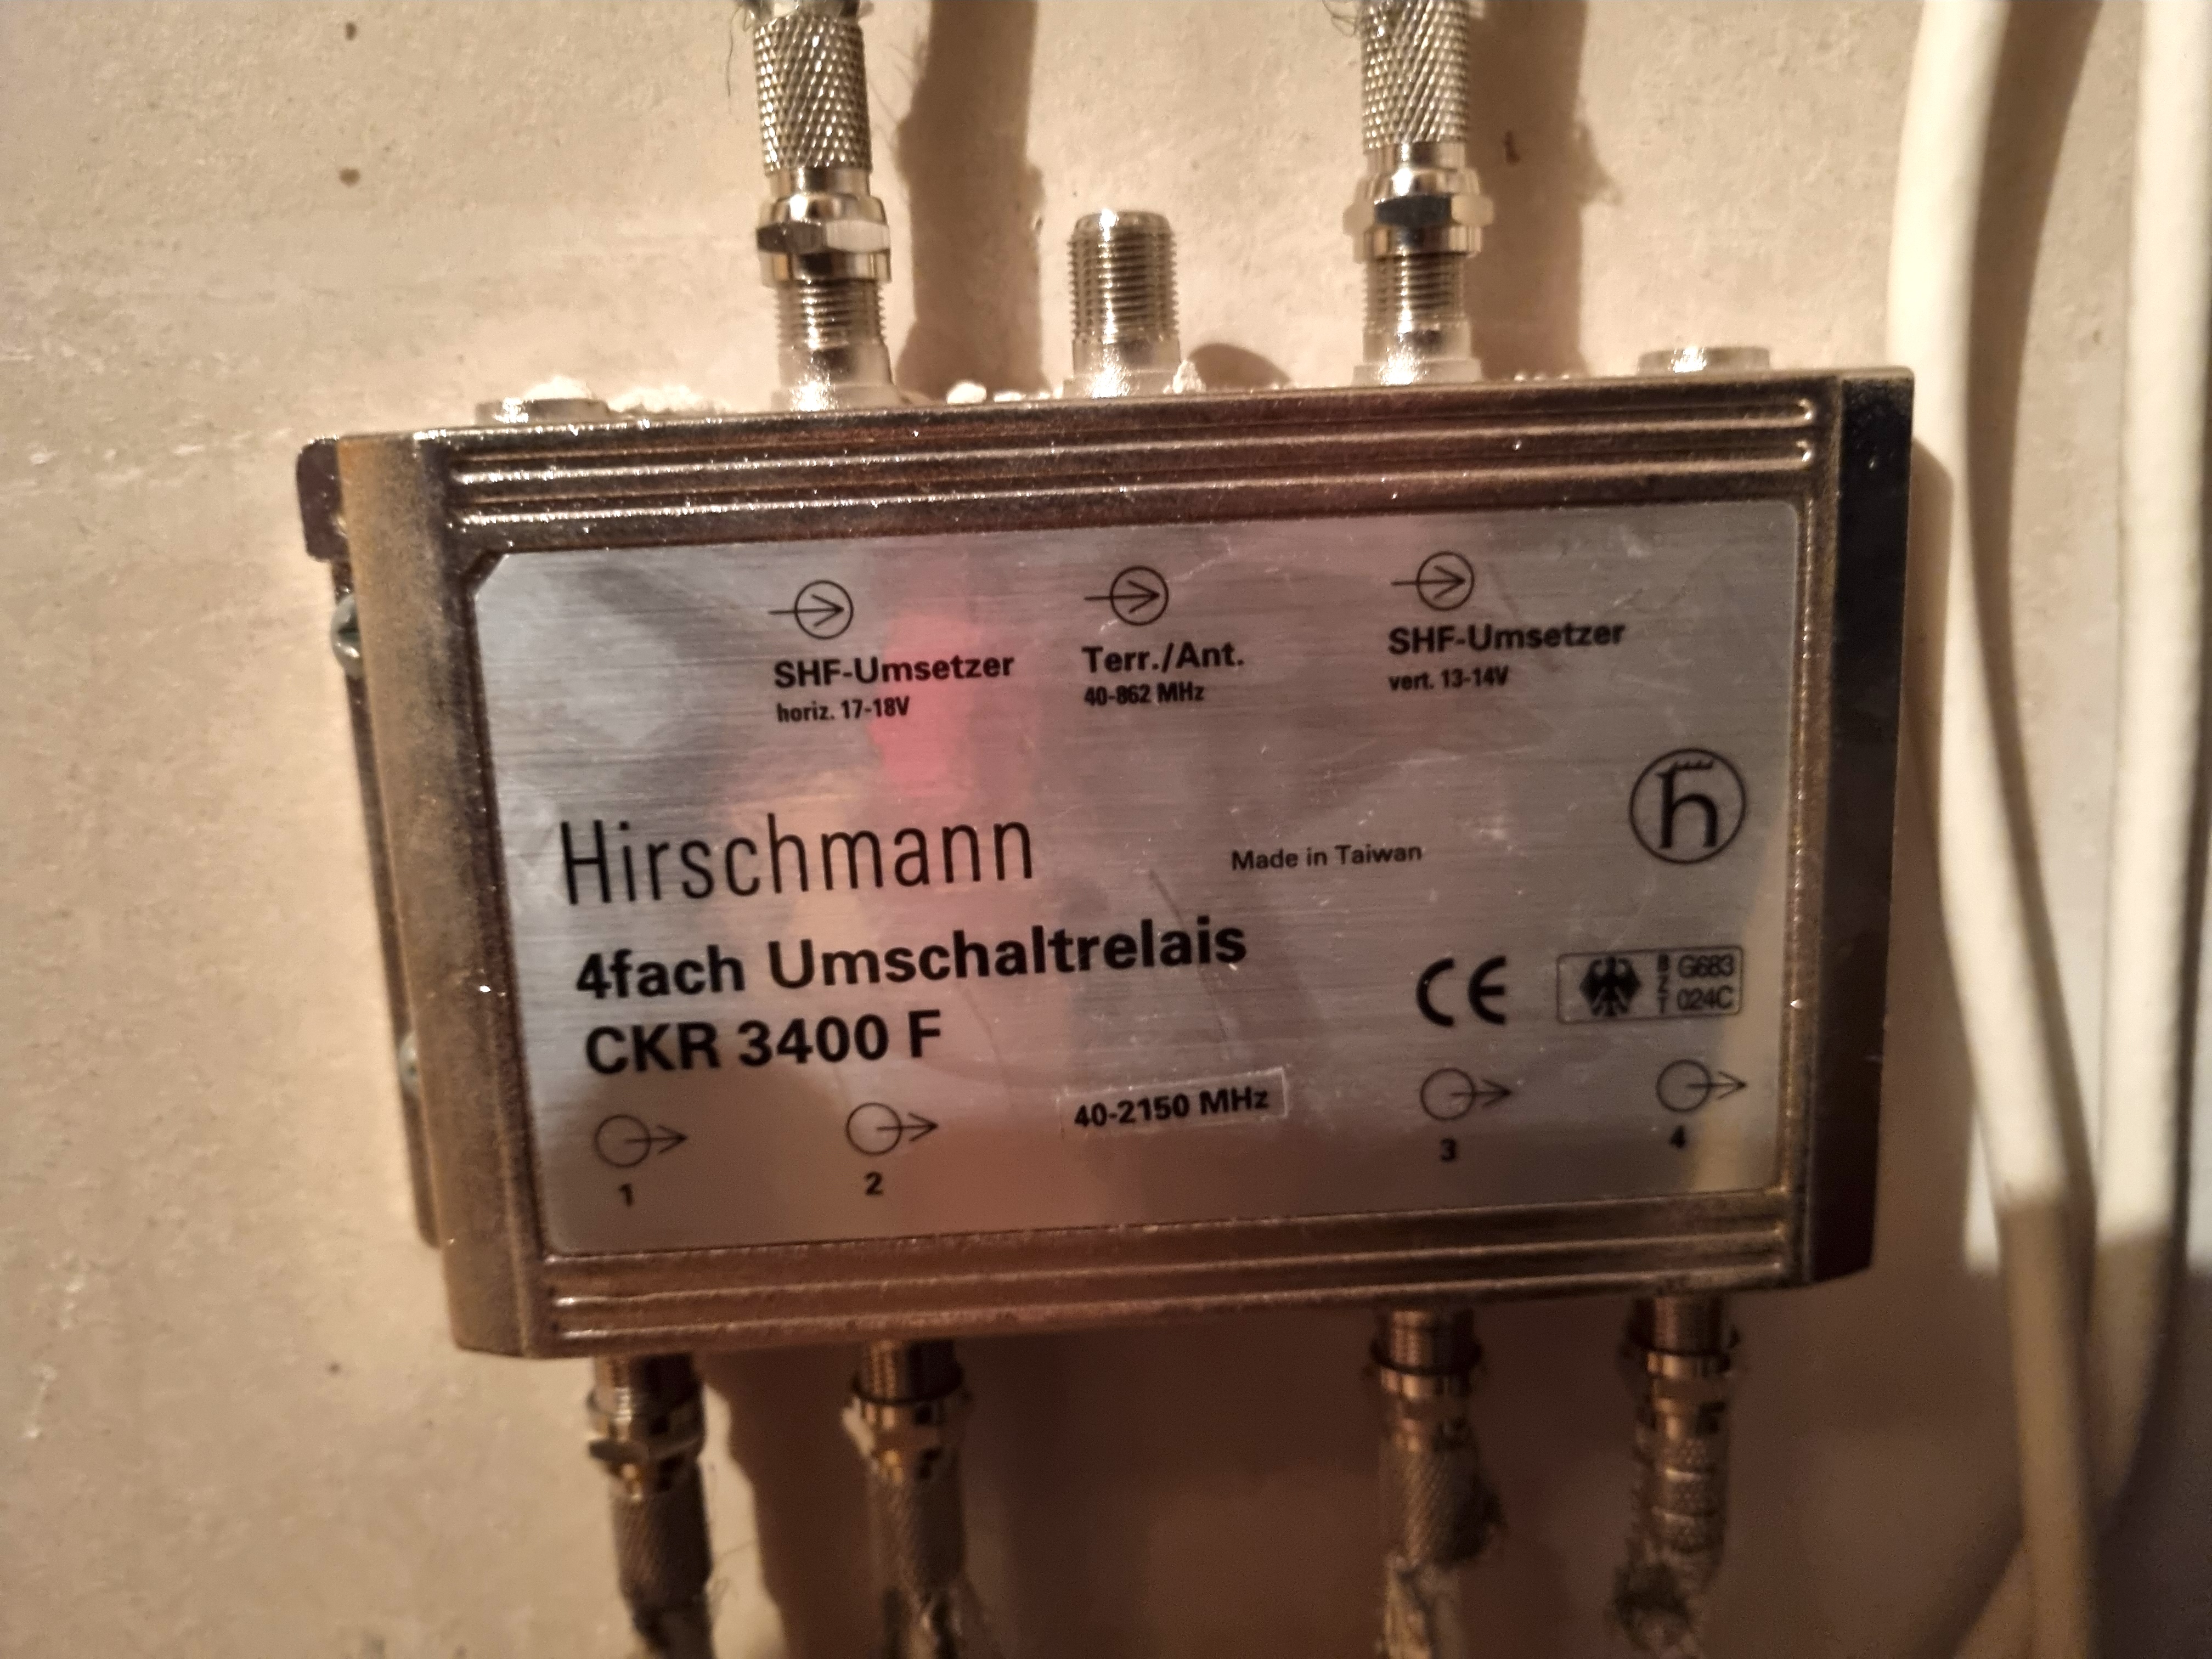 SHF-Umsetzer
horiz. 17-18V
Terr./Ant.
40-862 MHz
SHF-Umsetzer
vert. 13-14V
Hirschmann
Made in Taiwan
h
4fach Umschaltrelais
CKR 3400 F
CE
BZT
G683
024C
1
2
40-2150 MHz
3
4